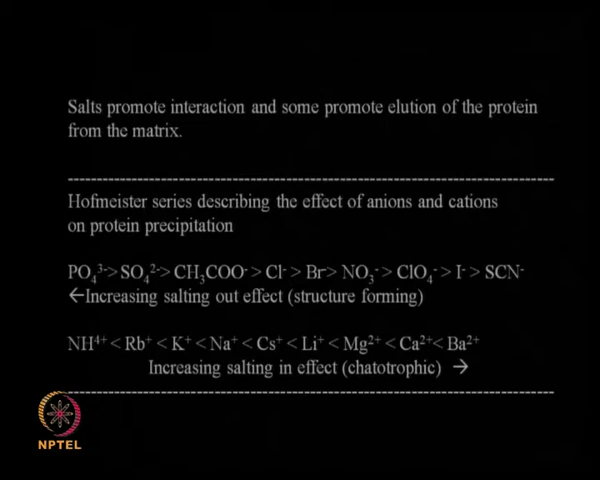 Salts promote interaction and some promote elution of the protein
from the matrix.
--------------------------------------------------------------------------------
Hofmeister series describing the effect of anions and cations
on protein precipitation
PO₄³⁻> SO₄²⁻> CH₃COO⁻ > Cl⁻ > Br⁻> NO₃⁻> ClO₄⁻> I⁻ > SCN⁻
←Increasing salting out effect (structure forming)
NH⁴⁺ < Rb⁺ < K⁺ < Na⁺ < Cs⁺ < Li⁺ < Mg²⁺ < Ca²⁺< Ba²⁺
Increasing salting in effect (chatotrophic) →
--------------------------------------------------------------------------------
NPTEL